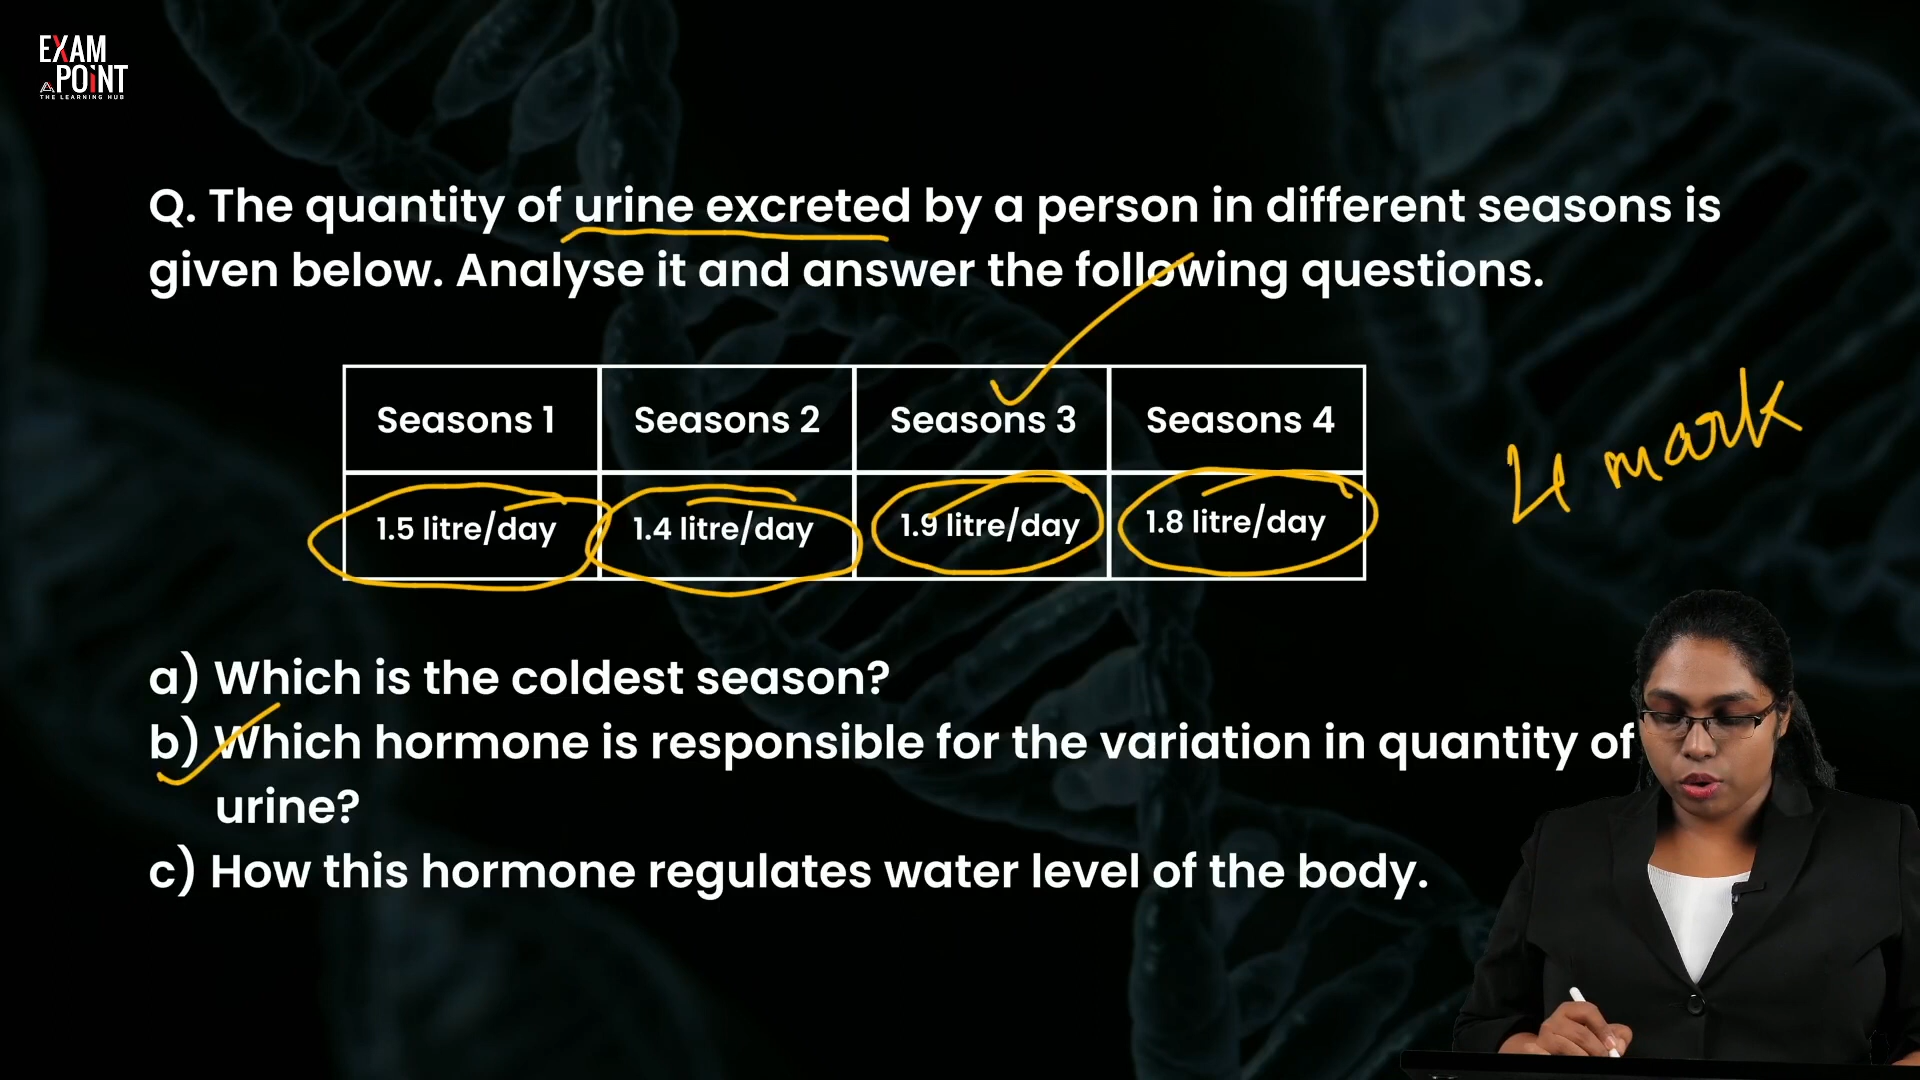 EXAM
POINT
THE LEARNING HUB
Q. The quantity of urine excreted by a person in different seasons is
given below. Analyse it and answer the following questions.
Seasons 1 Seasons 2 Seasons 3 Seasons 4
1.5 litre/day 1.4 litre/day 1.9 litre/day 1.8 litre/day
4 mark
a) Which is the coldest season?
b) Which hormone is responsible for the variation in quantity of
urine?
c) How this hormone regulates water level of the body.